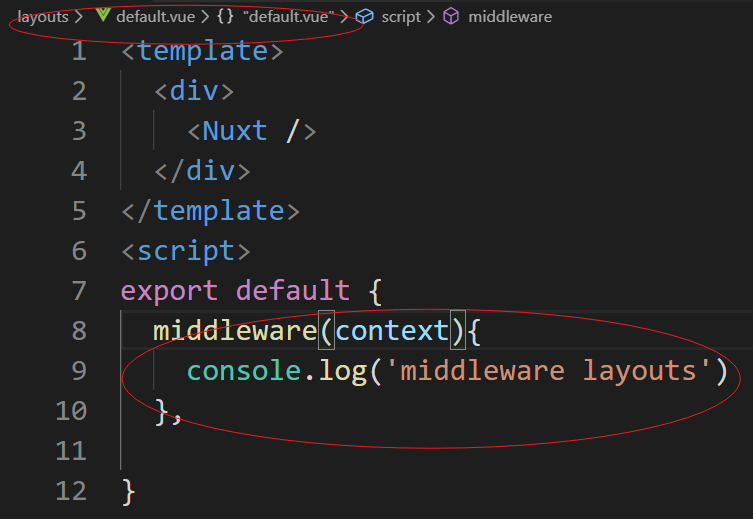 layouts > default.vue > {} "default.vue" > script > middleware
1 <template>
2 <div>
3 <Nuxt />
4 </div>
5 </template>
6 <script>
7 export default {
8 middleware(context){
9 console.log('middleware layouts')
10 },
11
12 }